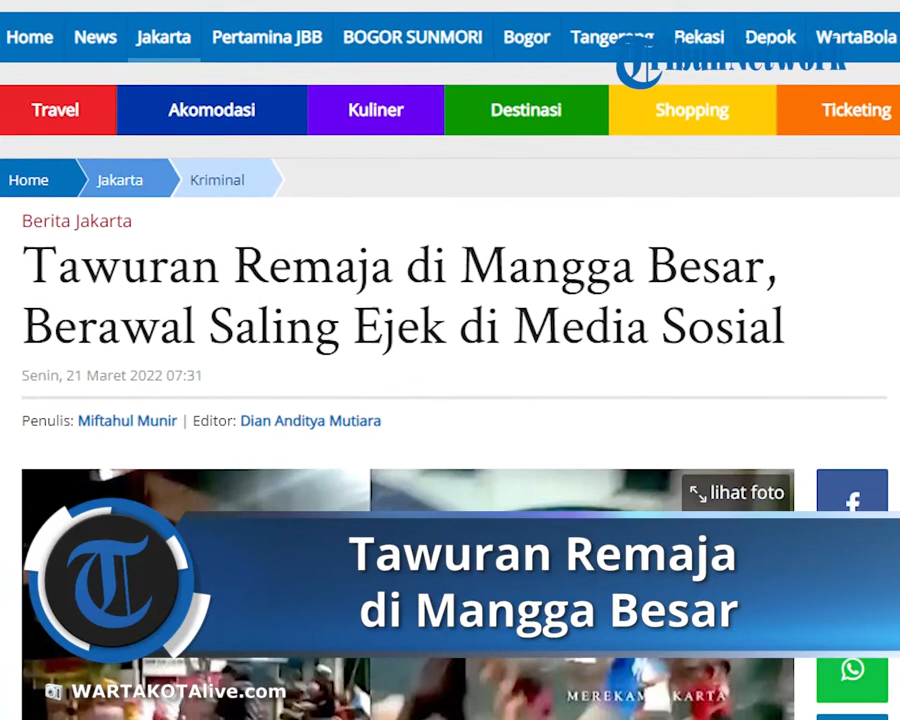 Home News Jakarta Pertamina JBB BOGOR SUNMORI Bogor Tangerang Bekasi Depok WartaBola
TribunNetwork
Travel Akomodasi Kuliner Destinasi Shopping Ticketing
Home Jakarta Kriminal
Berita Jakarta
Tawuran Remaja di Mangga Besar,
Berawal Saling Ejek di Media Sosial
Senin, 21 Maret 2022 07:31
Penulis: Miftahul Munir | Editor: Dian Anditya Mutiara
lihat foto
Tawuran Remaja
di Mangga Besar
WARTAKOTAlive.com